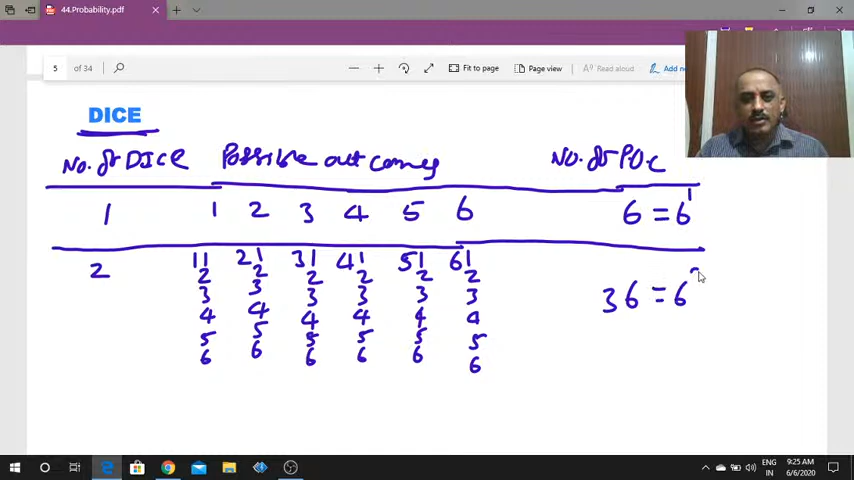 44.Probability.pdf
5 of 34 Fit to page Page view Read aloud Add no
DICE
No. of DICE Possible out comes No. of POC
1 1 2 3 4 5 6 6 = 6¹
2 11 21 31 41 51 61
2 2 2 2 2 2
3 3 3 3 3 3 36 = 6
4 4 4 4 4 4
5 5 5 5 5 5
6 6 6 6 6 6
ENG 9:25 AM
IN 6/6/2020